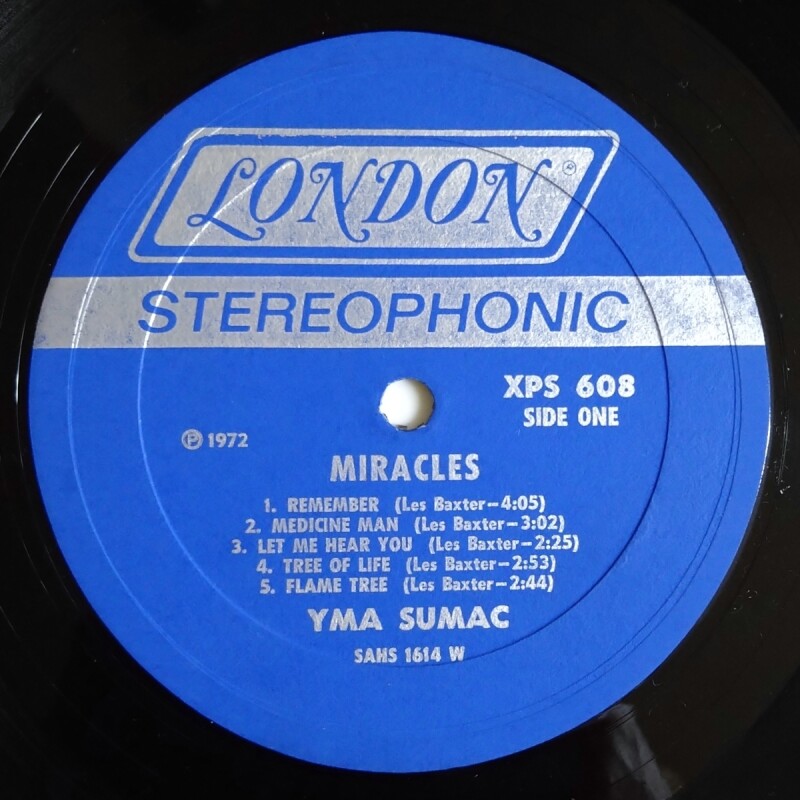 LONDON ®
STEREOPHONIC
XPS 608
SIDE ONE
℗ 1972
MIRACLES
1. REMEMBER (Les Baxter–4:05)
2. MEDICINE MAN (Les Baxter–3:02)
3. LET ME HEAR YOU (Les Baxter–2:25)
4. TREE OF LIFE (Les Baxter–2:53)
5. FLAME TREE (Les Baxter–2:44)
YMA SUMAC
SAHS 1614 W